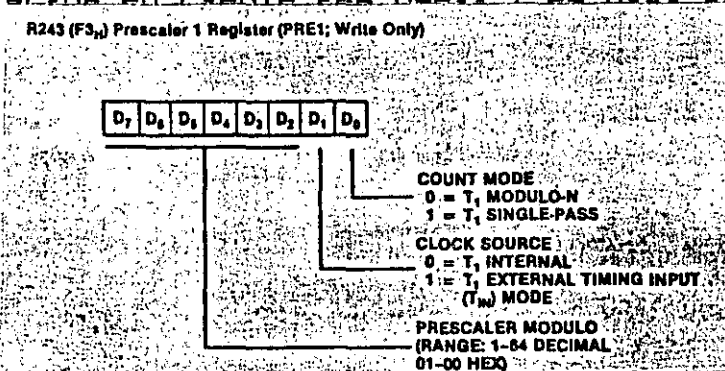 R243 (F3H) Prescaler 1 Register (PRE1; Write Only)
D7 D6 D5 D4 D3 D2 D1 D0
COUNT MODE
0 = T1 MODULO-N
1 = T1 SINGLE-PASS
CLOCK SOURCE
0 = T1 INTERNAL
1 = T1 EXTERNAL TIMING INPUT
(TIN) MODE
PRESCALER MODULO
(RANGE: 1-64 DECIMAL
01-00 HEX)